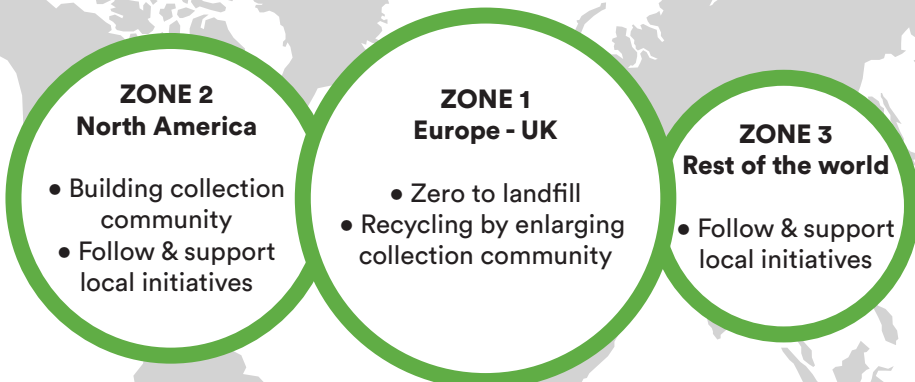 ZONE 2
North America
● Building collection
community
● Follow & support
local initiatives
ZONE 1
Europe - UK
● Zero to landfill
● Recycling by enlarging
collection community
ZONE 3
Rest of the world
● Follow & support
local initiatives